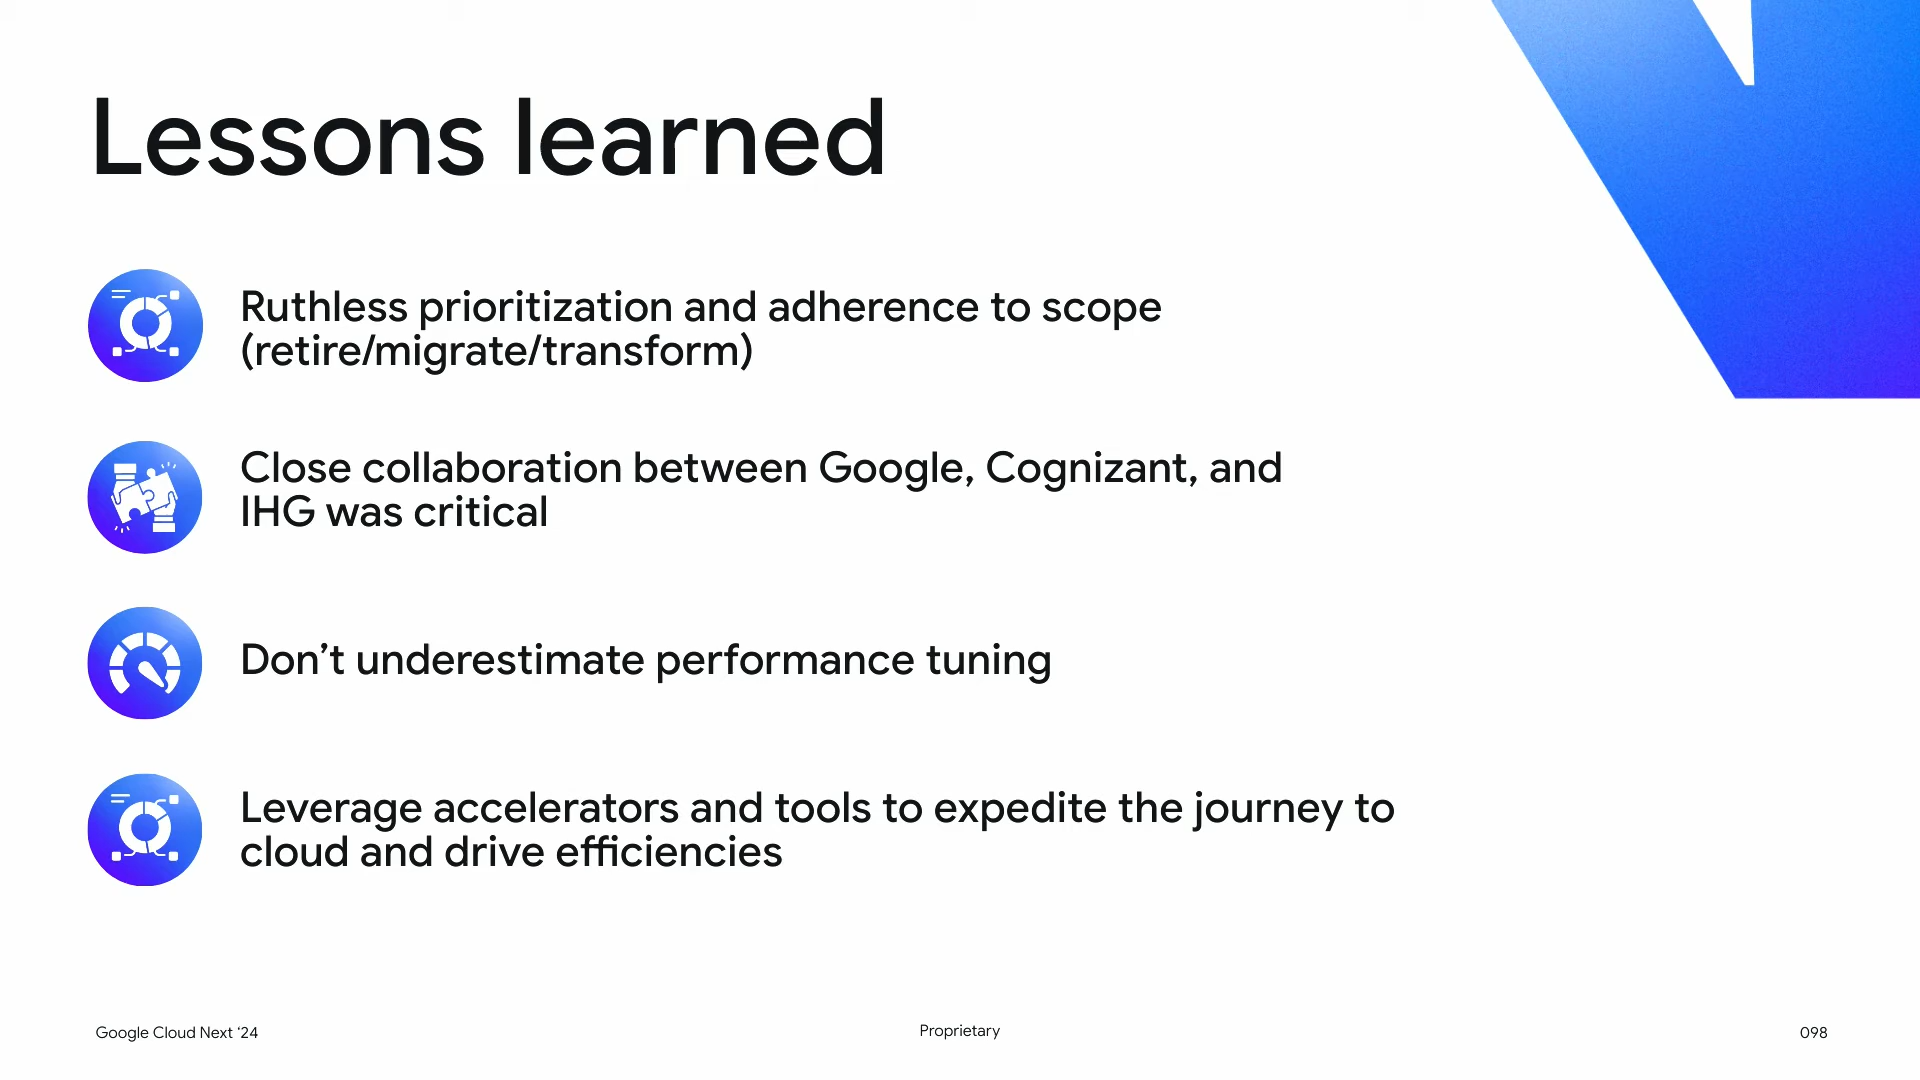 Lessons learned
Ruthless prioritization and adherence to scope
(retire/migrate/transform)
Close collaboration between Google, Cognizant, and
IHG was critical
Don’t underestimate performance tuning
Leverage accelerators and tools to expedite the journey to
cloud and drive efficiencies
Google Cloud Next ‘24
Proprietary
098